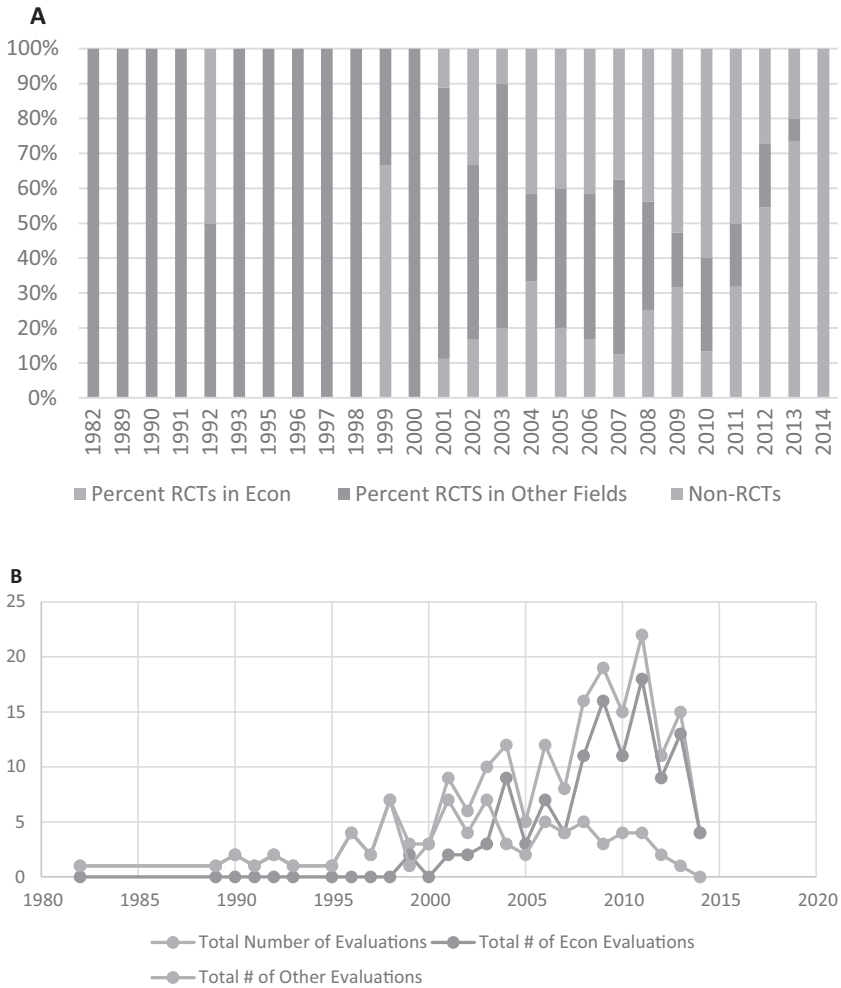 A
100%
90%
80%
70%
60%
50%
40%
30%
20%
10%
0%
1982 1989 1990 1991 1992 1993 1995 1996 1997 1998 1999 2000 2001 2002 2003 2004 2005 2006 2007 2008 2009 2010 2011 2012 2013 2014
Percent RCTs in Econ Percent RCTS in Other Fields Non-RCTs
B
25
20
15
10
5
0
1980 1985 1990 1995 2000 2005 2010 2015 2020
Total Number of Evaluations Total # of Econ Evaluations
Total # of Other Evaluations